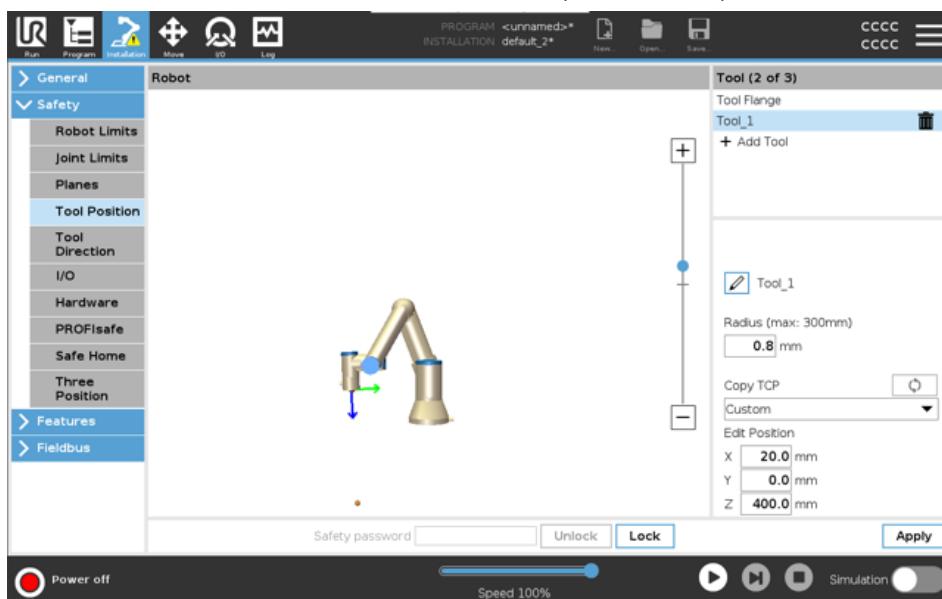 UR
PROGRAM <unnamed>*
INSTALLATION default_2*
Run
Program
Installation
Move
I/O
Log
New...
Open...
Save...
CCCC
CCCC
General
Safety
Robot Limits
Joint Limits
Planes
Tool Position
Tool
Direction
I/O
Hardware
PROFIsafe
Safe Home
Three
Position
Features
Fieldbus
Robot
Tool (2 of 3)
Tool Flange
Tool_1
+ Add Tool
Tool_1
Radius (max: 300mm)
0.8 mm
Copy TCP
Custom
Edit Position
X 20.0 mm
Y 0.0 mm
Z 400.0 mm
Safety password
Unlock
Lock
Apply
Power off
Speed 100%
Simulation